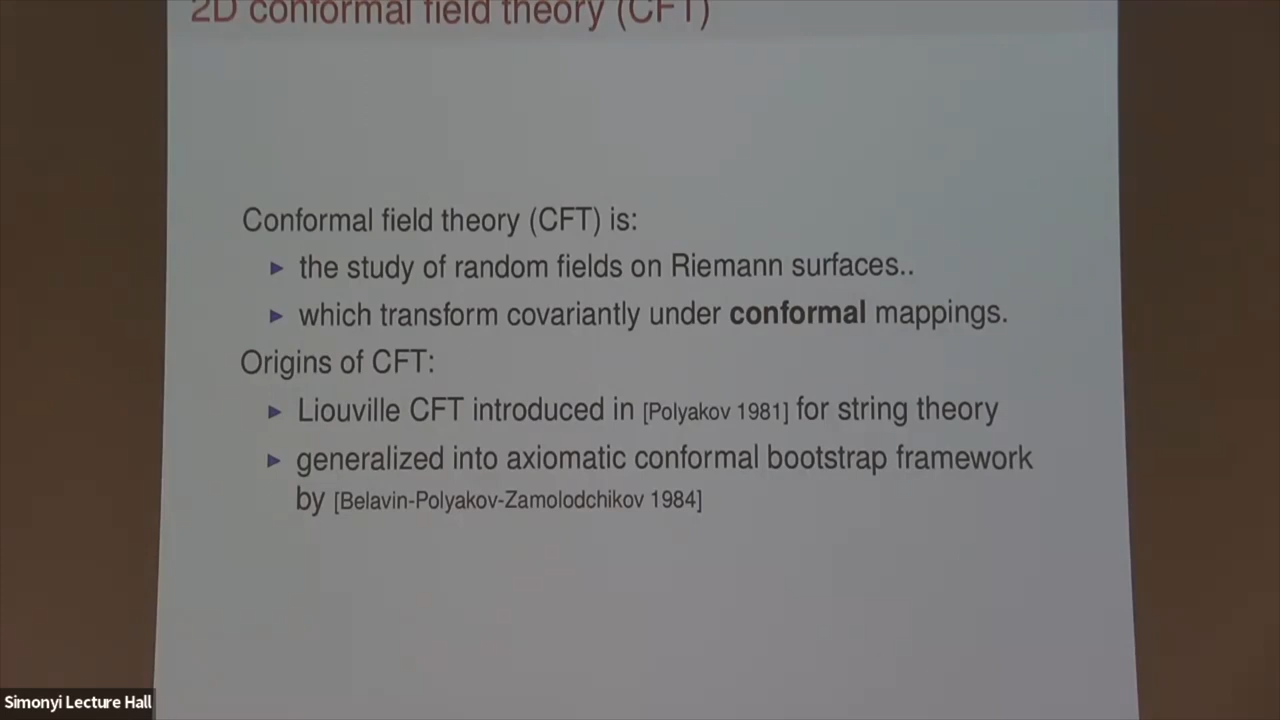 2D conformal field theory (CFT)
Conformal field theory (CFT) is:
▶ the study of random fields on Riemann surfaces..
▶ which transform covariantly under conformal mappings.
Origins of CFT:
▶ Liouville CFT introduced in [Polyakov 1981] for string theory
▶ generalized into axiomatic conformal bootstrap framework
by [Belavin-Polyakov-Zamolodchikov 1984]
Simonyi Lecture Hall